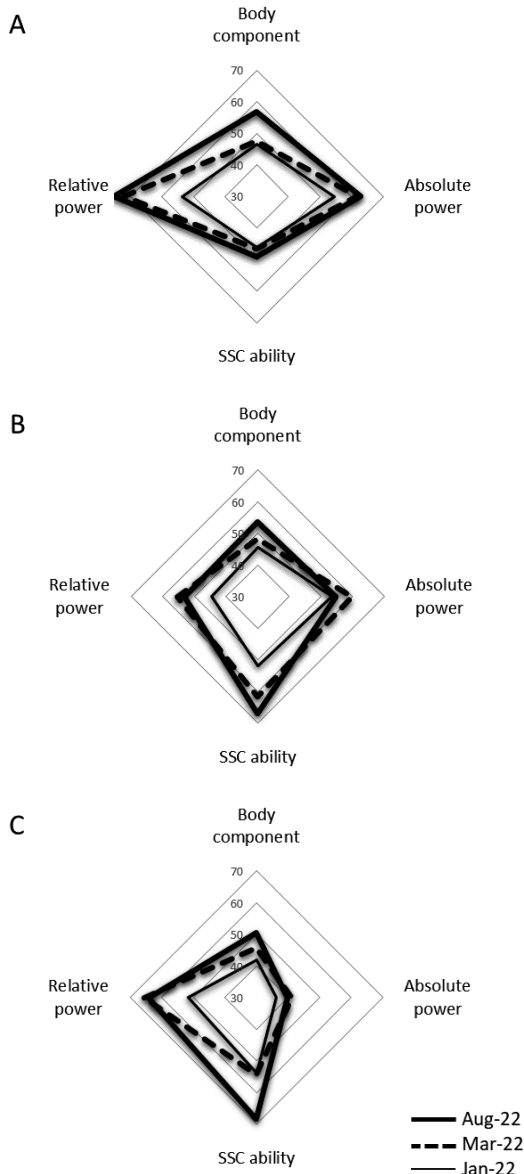 A
Body
component
70
60
50
40
30
Relative
power
Absolute
power
SSC ability
B
Body
component
70
60
50
40
30
Relative
power
Absolute
power
SSC ability
C
Body
component
70
60
50
40
30
Relative
power
Absolute
power
SSC ability
Aug-22
Mar-22
Jan-22